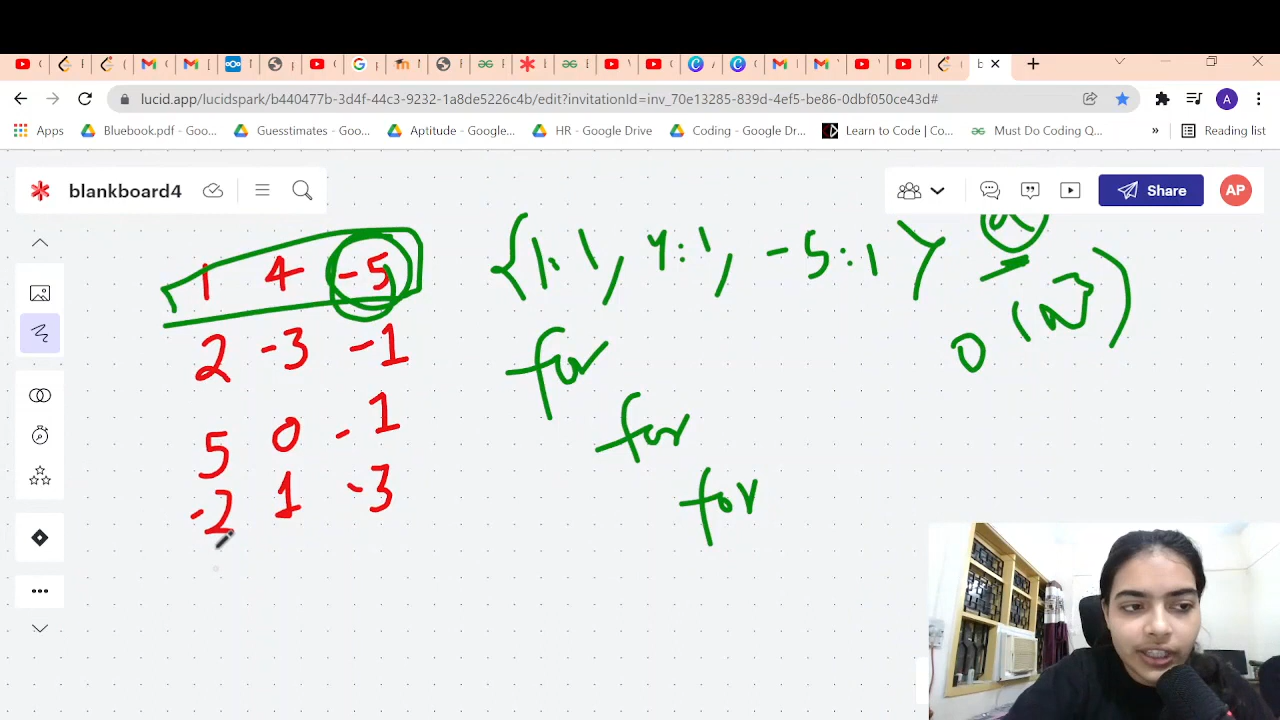 lucid.app/lucidspark/b440477b-3d4f-44c3-9232-1a8de5226c4b/edit?invitationId=inv_70e13285-839d-4ef5-be86-0dbf050ce43d#
Apps
Bluebook.pdf - Goo...
Guesstimates - Goo...
Aptitude - Google...
HR - Google Drive
Coding - Google Dr...
Learn to Code | Co...
Must Do Coding Q...
»
Reading list
blankboard4
Share
AP
A
1 4 -5
{1:1, 4:1, -5:1}
O(N³)
2 -3 -1
for
5 0 -1
for
-2 1 -3
for